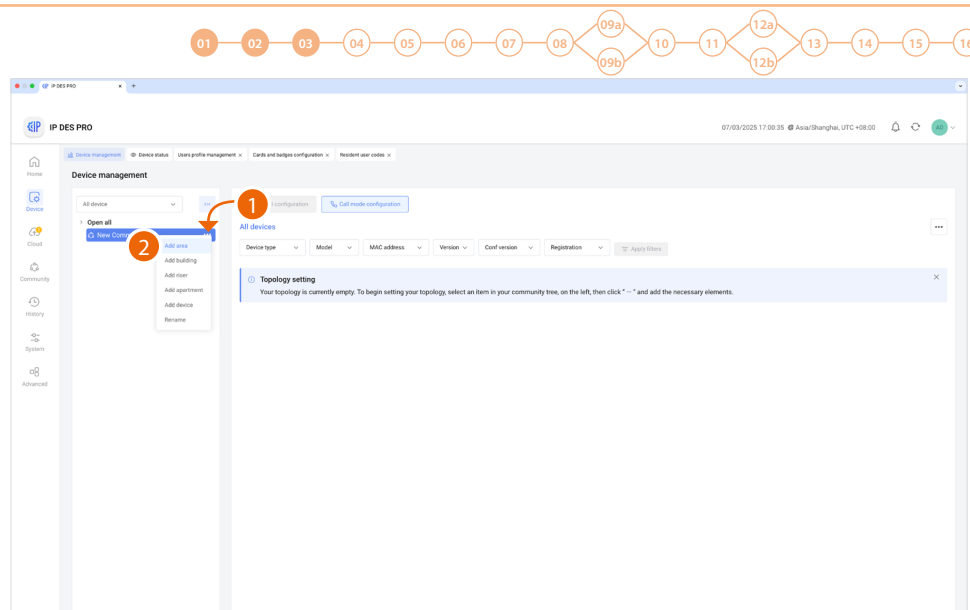 09a
12a
01
02
03
04
05
06
07
08
10
11
13
14
15
16
09b
12b
IP DES PRO
IP DES PRO
07/03/2025 17:09:35 Asia/Shanghai, UTC +08:00
AD
Device management
Device status
Users profile management
Cards and badges configuration
Resident user codes
Home
Device management
Device
All device
1
configuration
Call mode configuration
Open all
All devices
New Com
2
Add area
Cloud
Device type
Model
MAC address
Version
Conf version
Registration
Apply filters
Add building
Community
Add riser
Topology setting
Add apartment
Your topology is currently empty. To begin setting your topology, select an item in your community tree, on the left, then click " ··· " and add the necessary elements.
History
Add device
Rename
System
Advanced